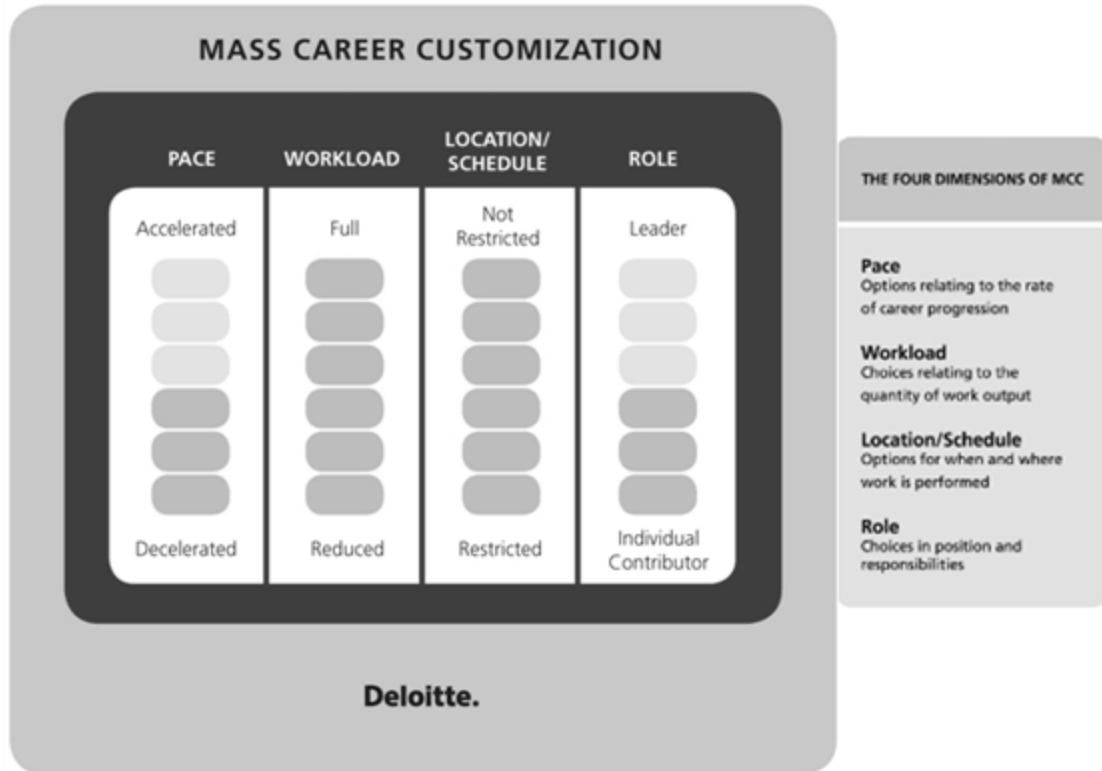 MASS CAREER CUSTOMIZATION
PACE
WORKLOAD
LOCATION/
SCHEDULE
ROLE
Accelerated
Full
Not
Restricted
Leader
Decelerated
Reduced
Restricted
Individual
Contributor
Deloitte.
THE FOUR DIMENSIONS OF MCC
Pace
Options relating to the rate
of career progression
Workload
Choices relating to the
quantity of work output
Location/Schedule
Options for when and where
work is performed
Role
Choices in position and
responsibilities